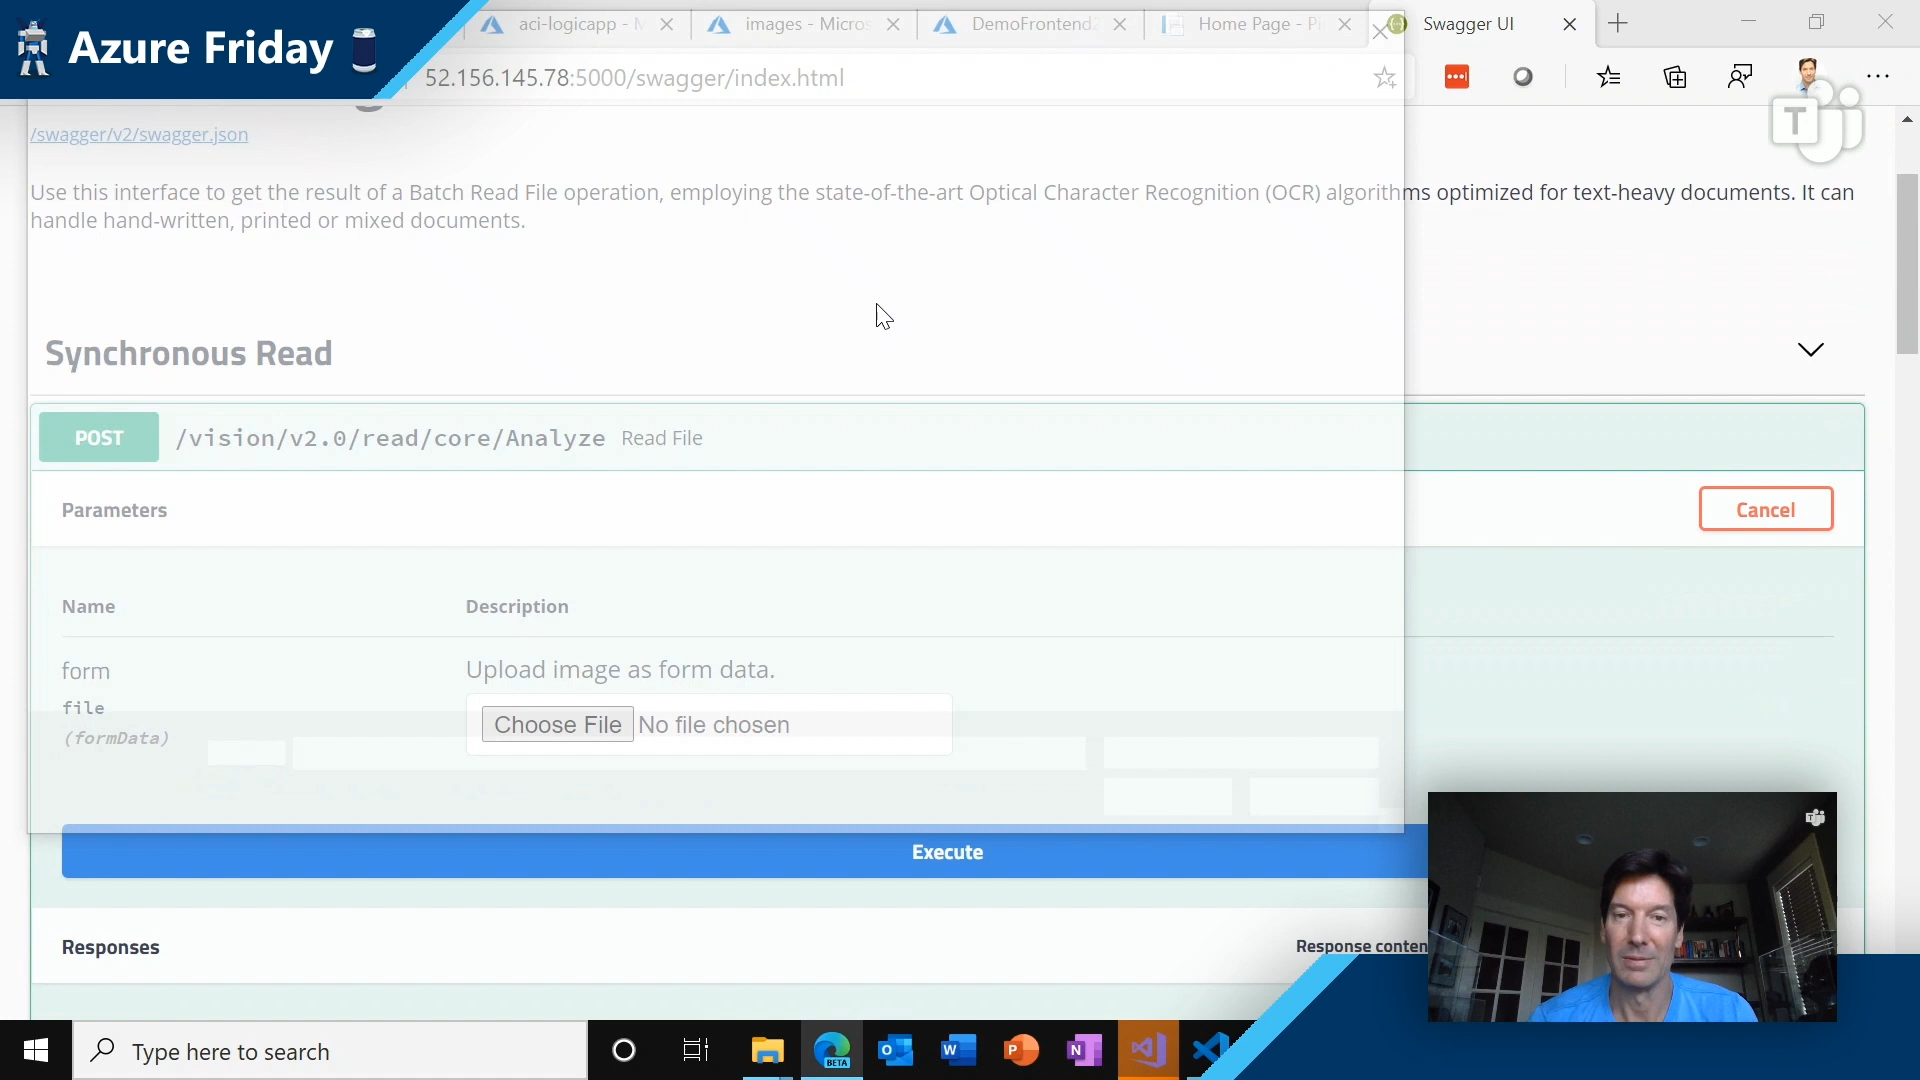 Azure Friday
aci-logicapp - M
images - Micros
DemoFrontend
Home Page - Pi
Swagger UI
52.156.145.78:5000/swagger/index.html
/swagger/v2/swagger.json
T
Use this interface to get the result of a Batch Read File operation, employing the state-of-the-art Optical Character Recognition (OCR) algorithms optimized for text-heavy documents. It can
handle hand-written, printed or mixed documents.
Synchronous Read
POST /vision/v2.0/read/core/Analyze Read File
Parameters
Cancel
Name Description
form
Upload image as form data.
file
(formData)
Choose File No file chosen
Execute
Responses
Response conten
Type here to search
BETA